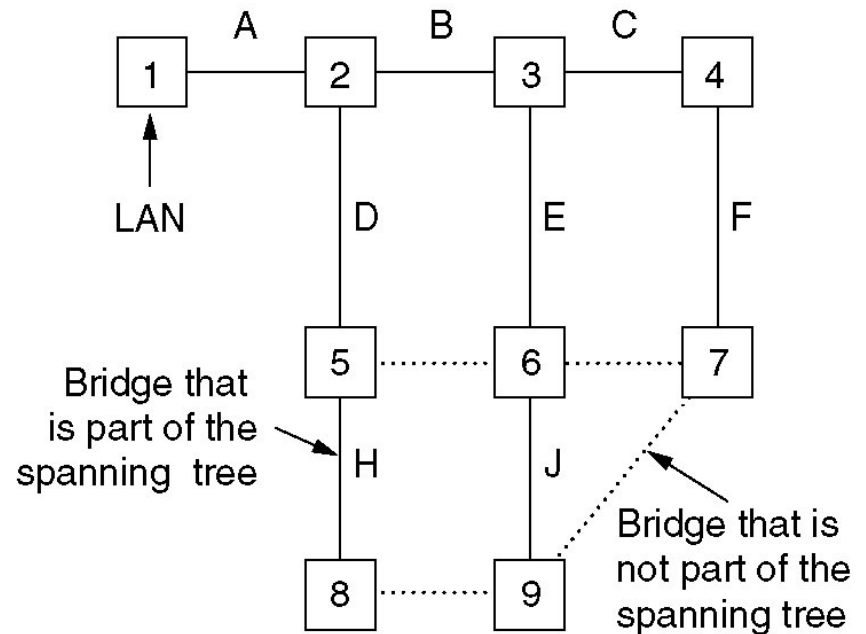 A B C
1 2 3 4
LAN
D E F
5 6 7
Bridge that
is part of the
spanning tree
H J
Bridge that is
not part of the
spanning tree
8 9